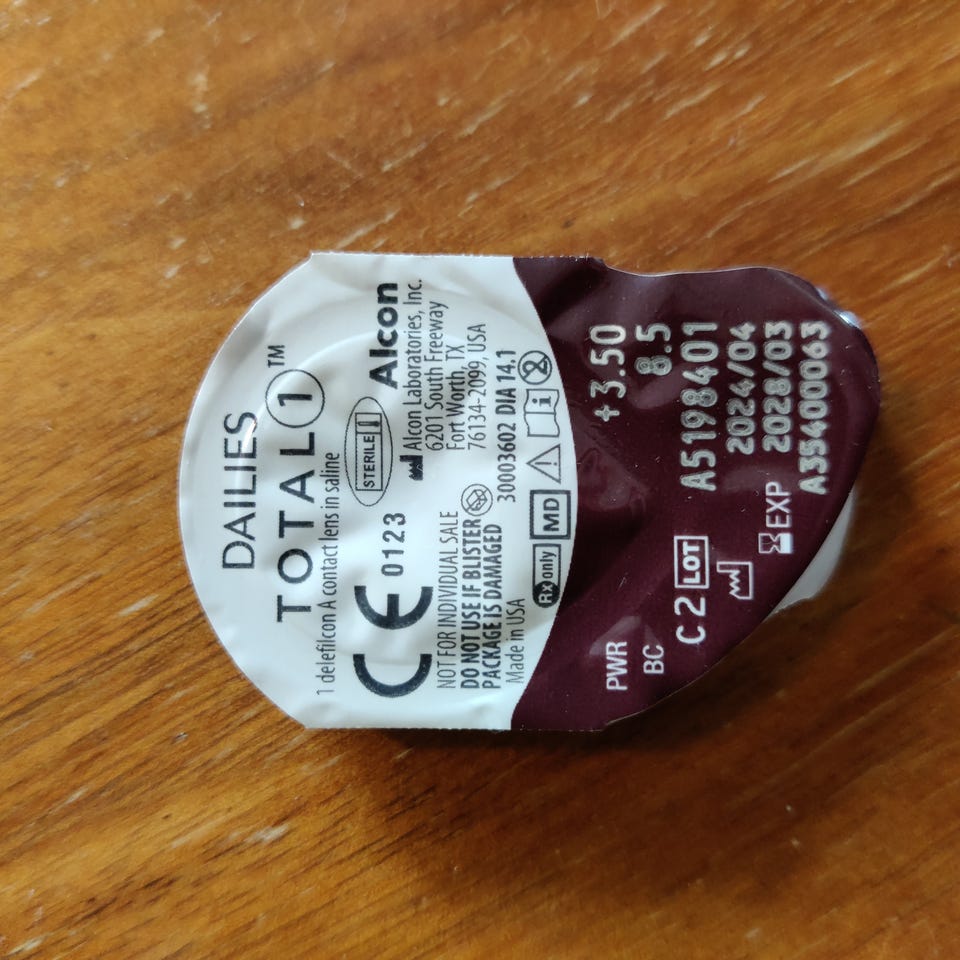 DAILIES
TOTAL 1™
1 delefilcon A contact lens in saline
STERILE
CE 0123
Alcon
Alcon Laboratories, Inc.
6201 South Freeway
Fort Worth, TX
76134-2099, USA
NOT FOR INDIVIDUAL SALE
DO NOT USE IF BLISTER
PACKAGE IS DAMAGED
Made in USA
30003602 DIA 14.1
Rx only MD i 2
PWR +3.50
BC 8.5
C2 LOT A5198401
2024/04
EXP 2028/03
A35400063